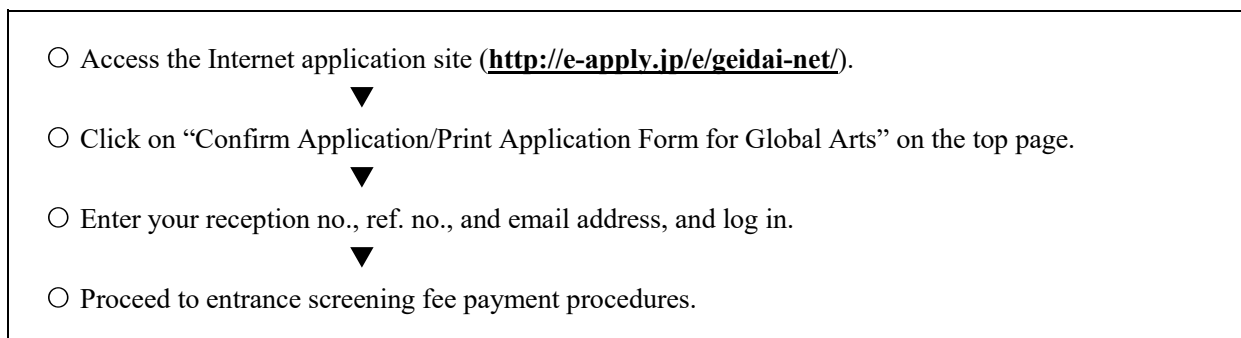 ○ Access the Internet application site (http://e-apply.jp/e/geidai-net/).
▼
○ Click on “Confirm Application/Print Application Form for Global Arts” on the top page.
▼
○ Enter your reception no., ref. no., and email address, and log in.
▼
○ Proceed to entrance screening fee payment procedures.